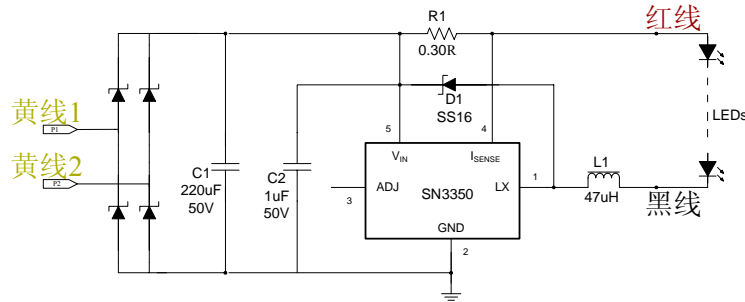 R1
0.30R
红线
黄线1
P1
黄线2
P2
D1
SS16
LEDs
5
4
VIN
ISENSE
C1
220uF
50V
C2
1uF
50V
ADJ
SN3350
LX
3
1
L1
47uH
黑线
GND
2